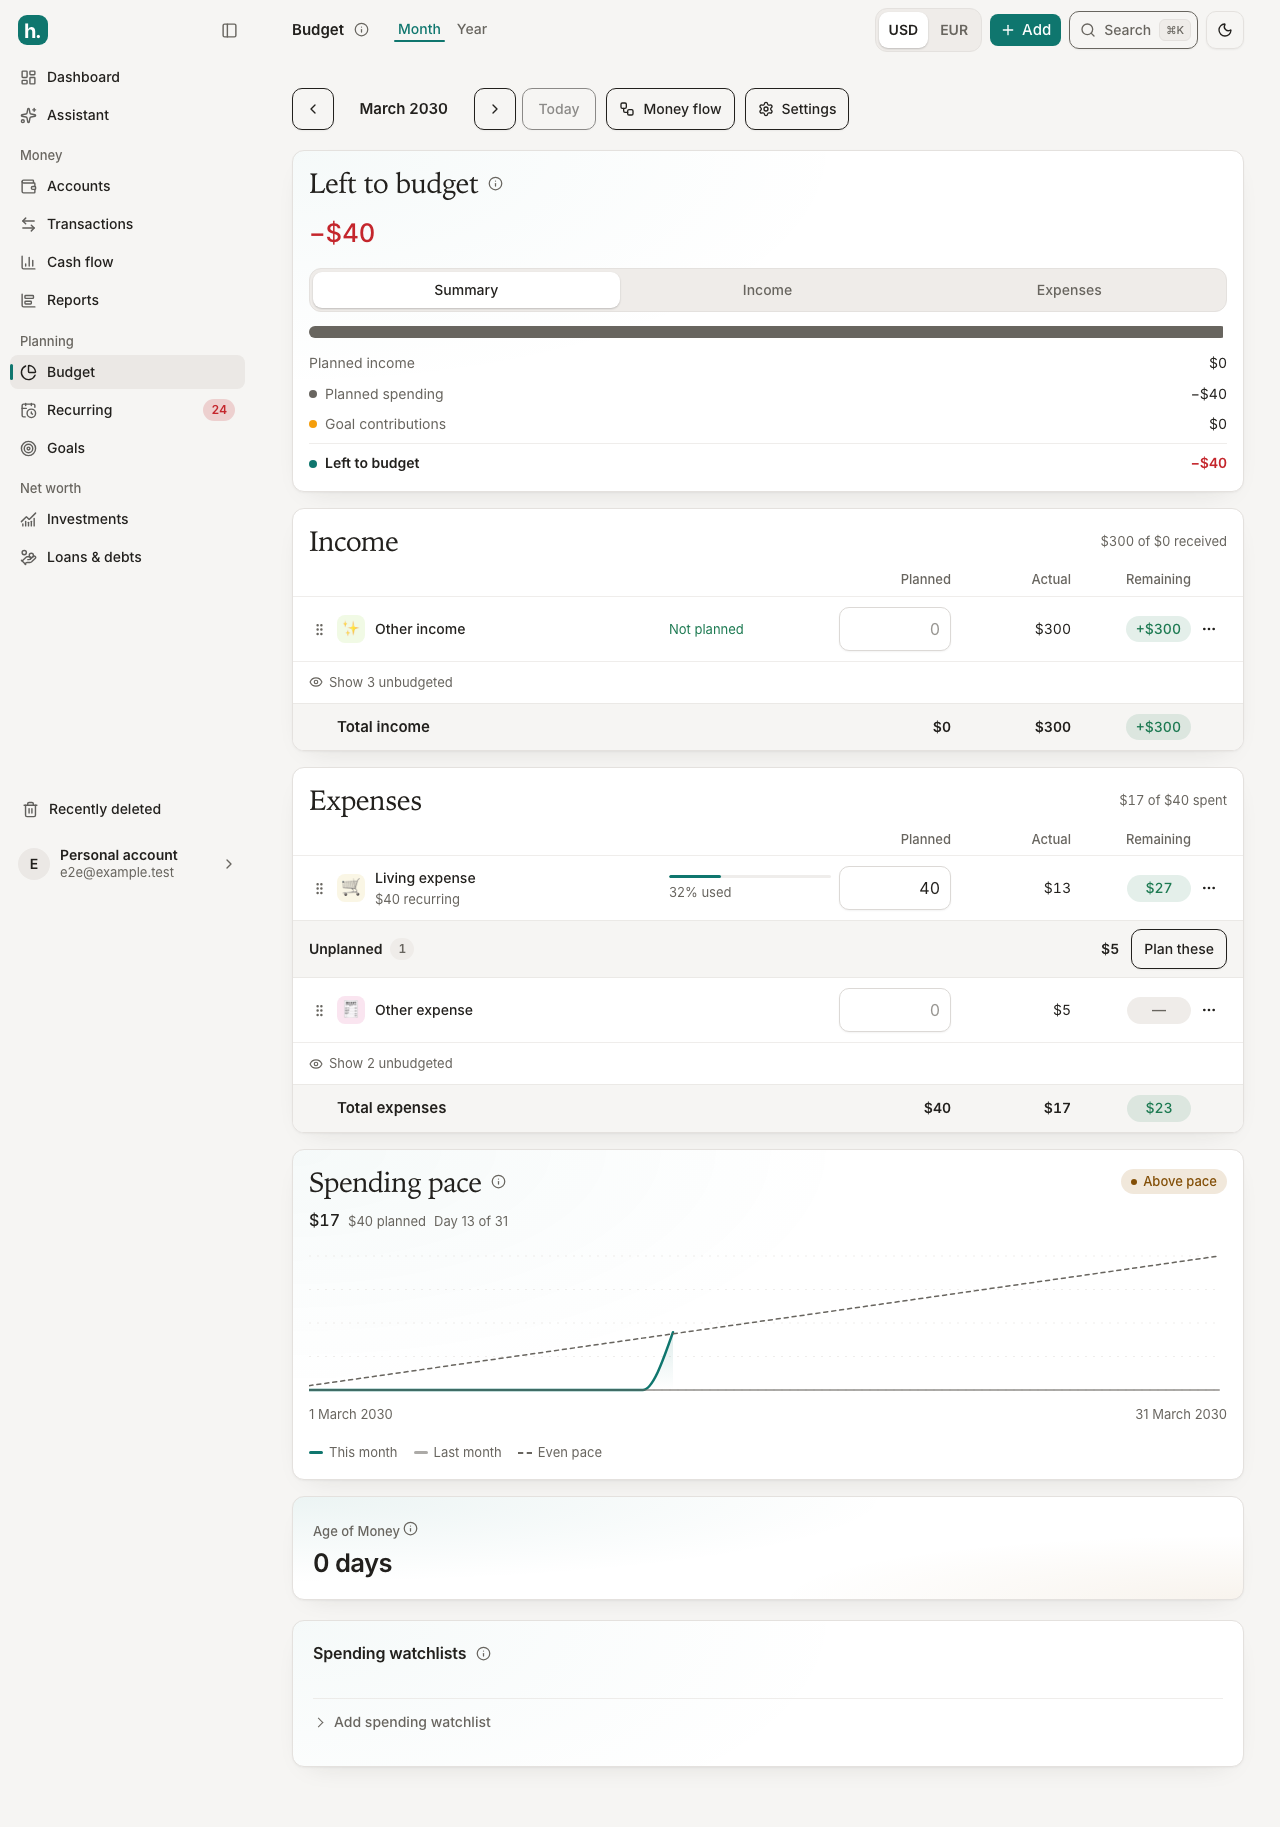 h.
Budget
Month
Year
USD
EUR
Add
Search
⌘K
Dashboard
Assistant
Money
Accounts
Transactions
Cash flow
Reports
Planning
Budget
Recurring
24
Goals
Net worth
Investments
Loans & debts
Recently deleted
E
Personal account
e2e@example.test
March 2030
Today
Money flow
Settings
Left to budget
−$40
Summary
Income
Expenses
Planned income
$0
Planned spending
−$40
Goal contributions
$0
Left to budget
−$40
Income
$300 of $0 received
Planned
Actual
Remaining
Other income
Not planned
0
$300
+$300
Show 3 unbudgeted
Total income
$0
$300
+$300
Expenses
$17 of $40 spent
Planned
Actual
Remaining
Living expense
$40 recurring
32% used
40
$13
$27
Unplanned
1
$5
Plan these
Other expense
0
$5
—
Show 2 unbudgeted
Total expenses
$40
$17
$23
Spending pace
Above pace
$17 $40 planned Day 13 of 31
1 March 2030
31 March 2030
This month
Last month
Even pace
Age of Money
0 days
Spending watchlists
Add spending watchlist